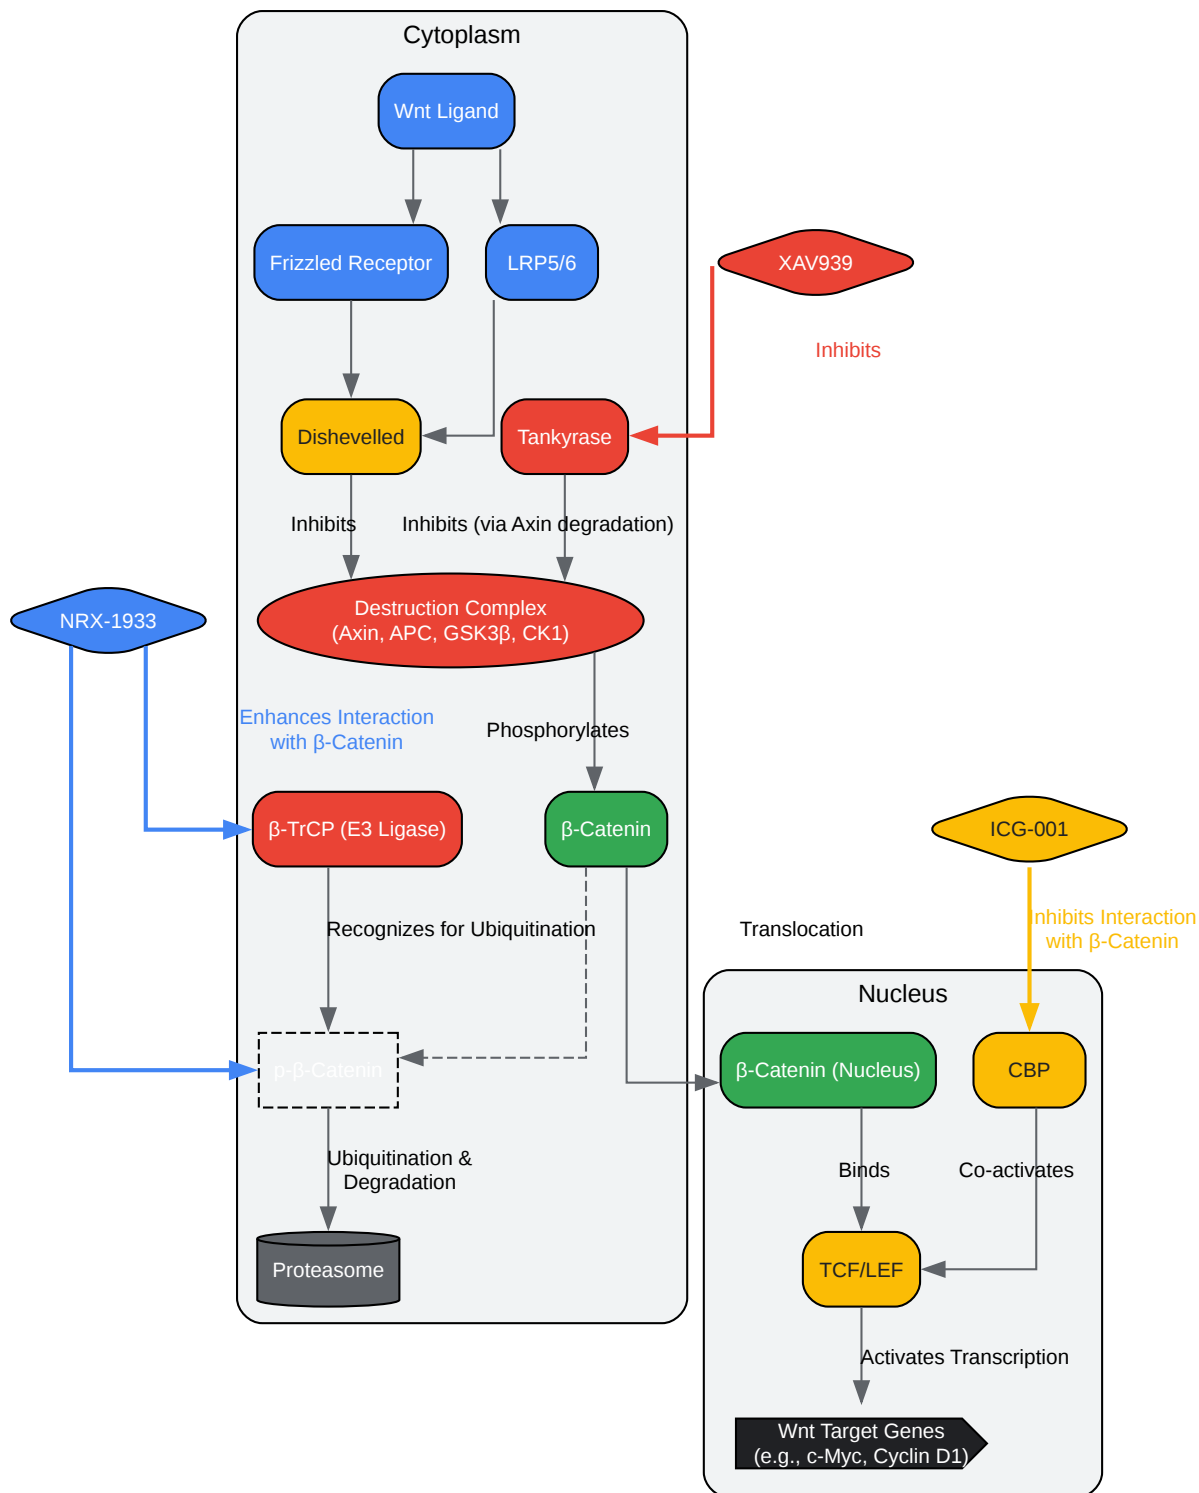 Cytoplasm
Wnt Ligand
Frizzled Receptor
LRP5/6
XAV939
Inhibits
Dishevelled
Tankyrase
Inhibits
Inhibits (via Axin degradation)
Destruction Complex
(Axin, APC, GSK3β, CK1)
NRX-1933
Enhances Interaction
with β-Catenin
Phosphorylates
β-TrCP (E3 Ligase)
β-Catenin
ICG-001
Recognizes for Ubiquitination
Translocation
Inhibits Interaction
with β-Catenin
Nucleus
p-β-Catenin
β-Catenin (Nucleus)
CBP
Ubiquitination &
Degradation
Binds
Co-activates
Proteasome
TCF/LEF
Activates Transcription
Wnt Target Genes
(e.g., c-Myc, Cyclin D1)